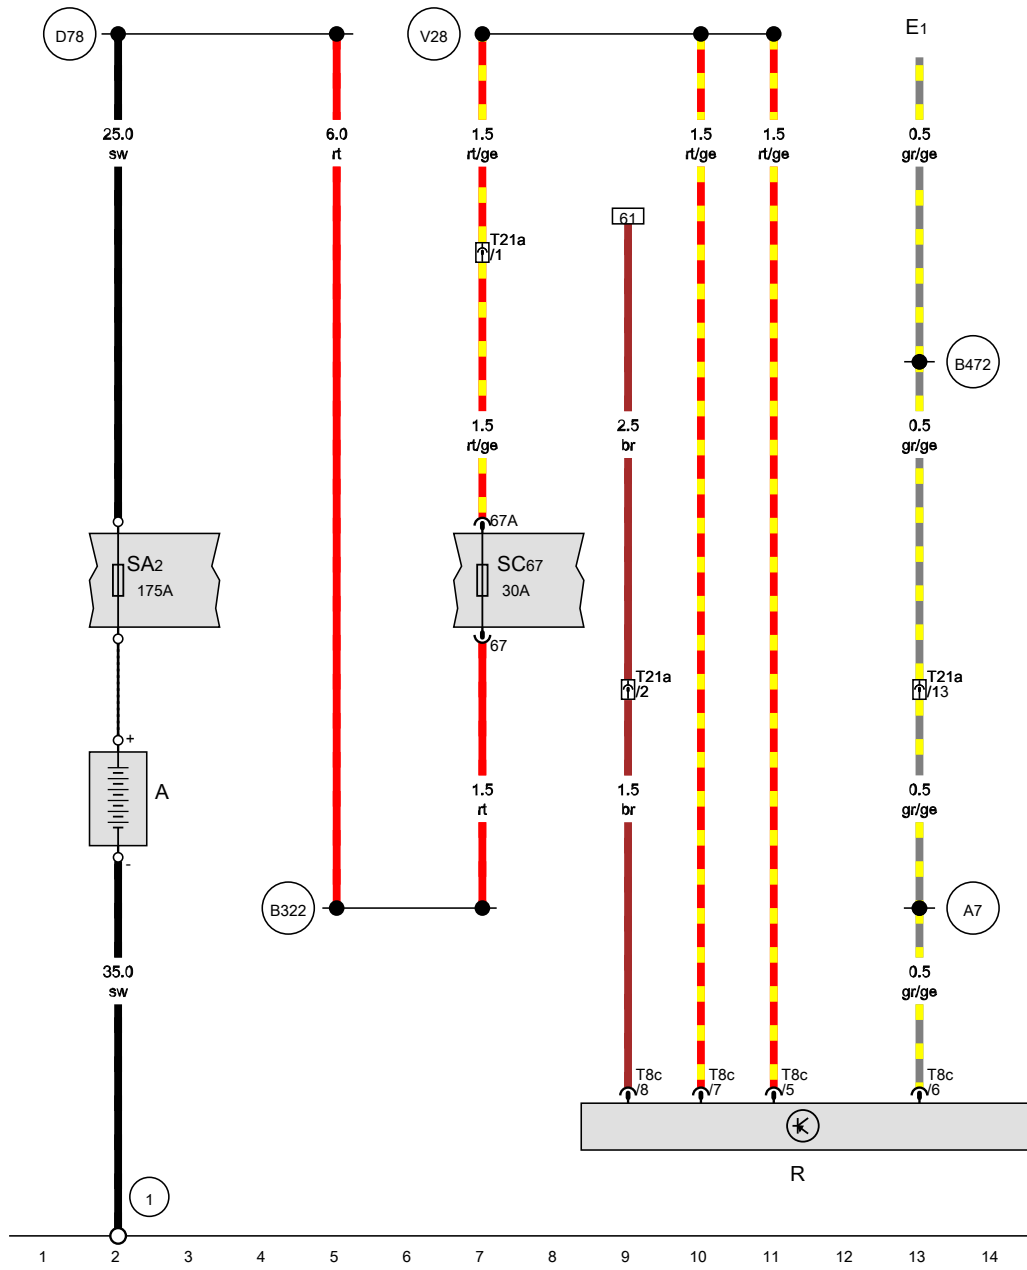 D78
V28
E1
25.0
sw
6.0
rt
1.5
rt/ge
1.5
rt/ge
1.5
rt/ge
0.5
gr/ge
61
T21a
/1
B472
1.5
rt/ge
2.5
br
0.5
gr/ge
67A
SA2
175A
SC67
30A
67
T21a
/2
T21a
/13
+
A
-
1.5
rt
1.5
br
0.5
gr/ge
B322
A7
35.0
sw
0.5
gr/ge
T8c
/8
T8c
/7
T8c
/5
T8c
/6
R
1
1 2 3 4 5 6 7 8 9 10 11 12 13 14